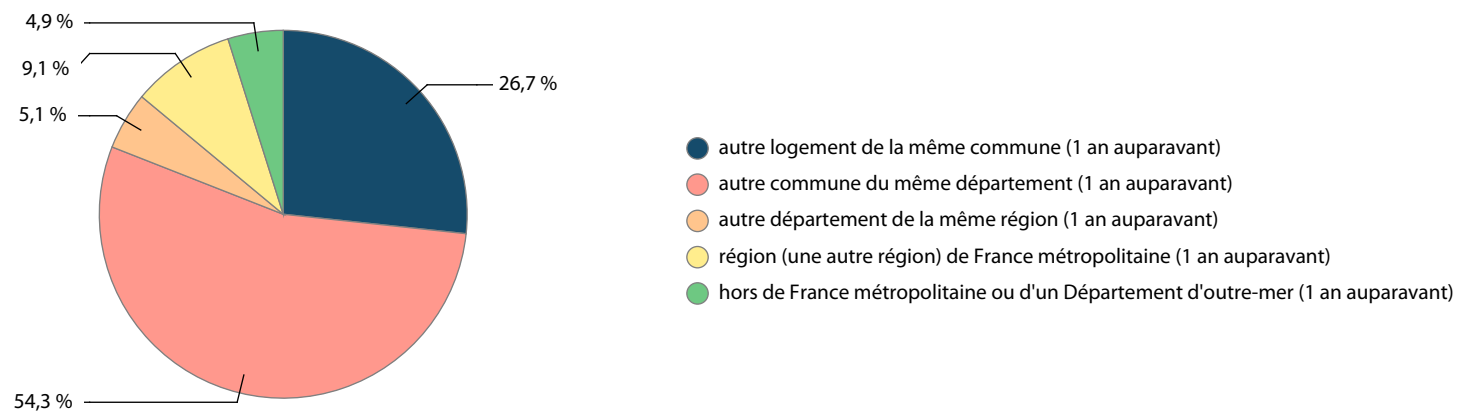 4,9 %
9,1 %
26,7 %
5,1 %
54,3 %
autre logement de la même commune (1 an auparavant)
autre commune du même département (1 an auparavant)
autre département de la même région (1 an auparavant)
région (une autre région) de France métropolitaine (1 an auparavant)
hors de France métropolitaine ou d'un Département d'outre-mer (1 an auparavant)